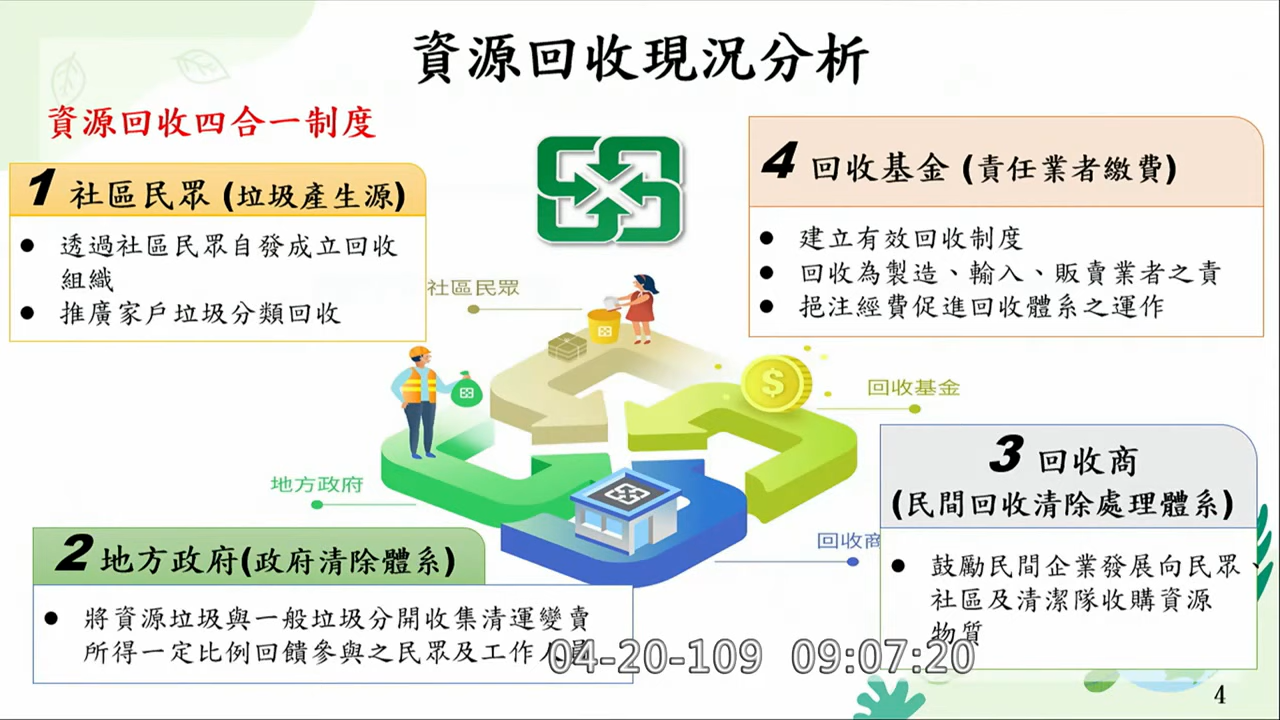 資源回收現況分析
資源回收四合一制度
1 社區民眾 (垃圾產生源)
● 透過社區民眾自發成立回收
組織
● 推廣家戶垃圾分類回收
4 回收基金 (責任業者繳費)
● 建立有效回收制度
● 回收為製造、輸入、販賣業者之責
● 挹注經費促進回收體系之運作
社區民眾
回收基金
地方政府
回收商
3 回收商
(民間回收清除處理體系)
● 鼓勵民間企業發展向民眾、
社區及清潔隊收購資源
物質
2 地方政府(政府清除體系)
● 將資源垃圾與一般垃圾分開收集清運變賣
所得一定比例回饋參與之民眾及工作人員
04-20-109 09:07:20
4